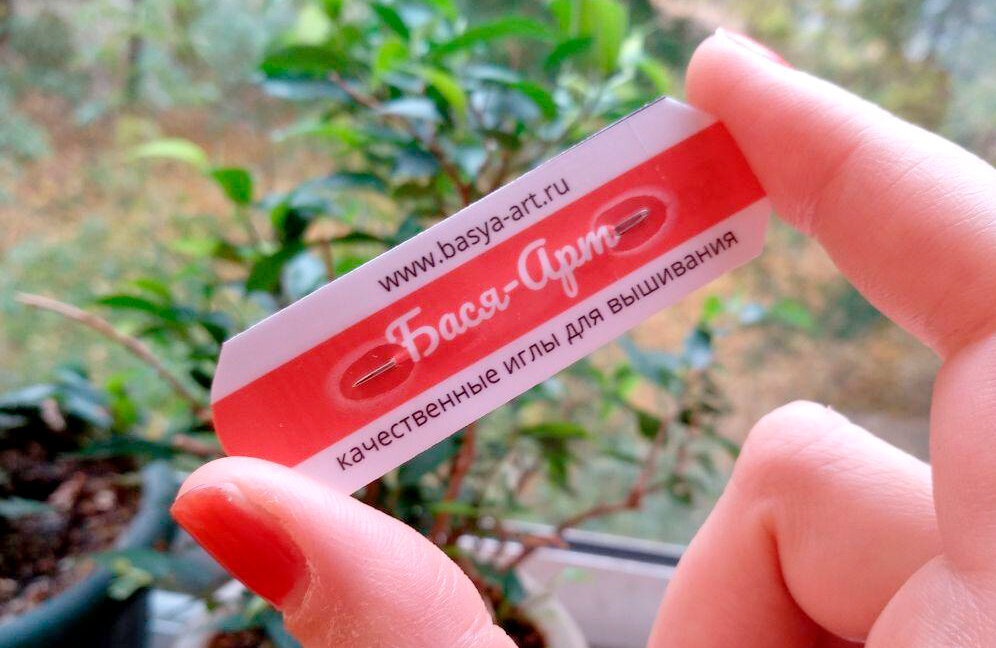 www.basya-art.ru
Бася-Арт
качественные иглы для вышивания